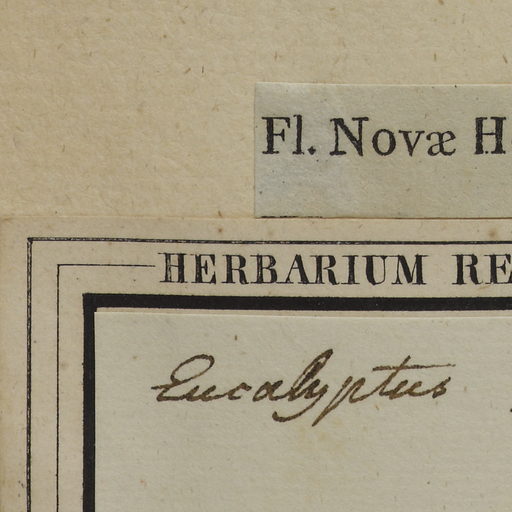 Fl. Novæ H
HERBARIUM RE
Eucalyptus